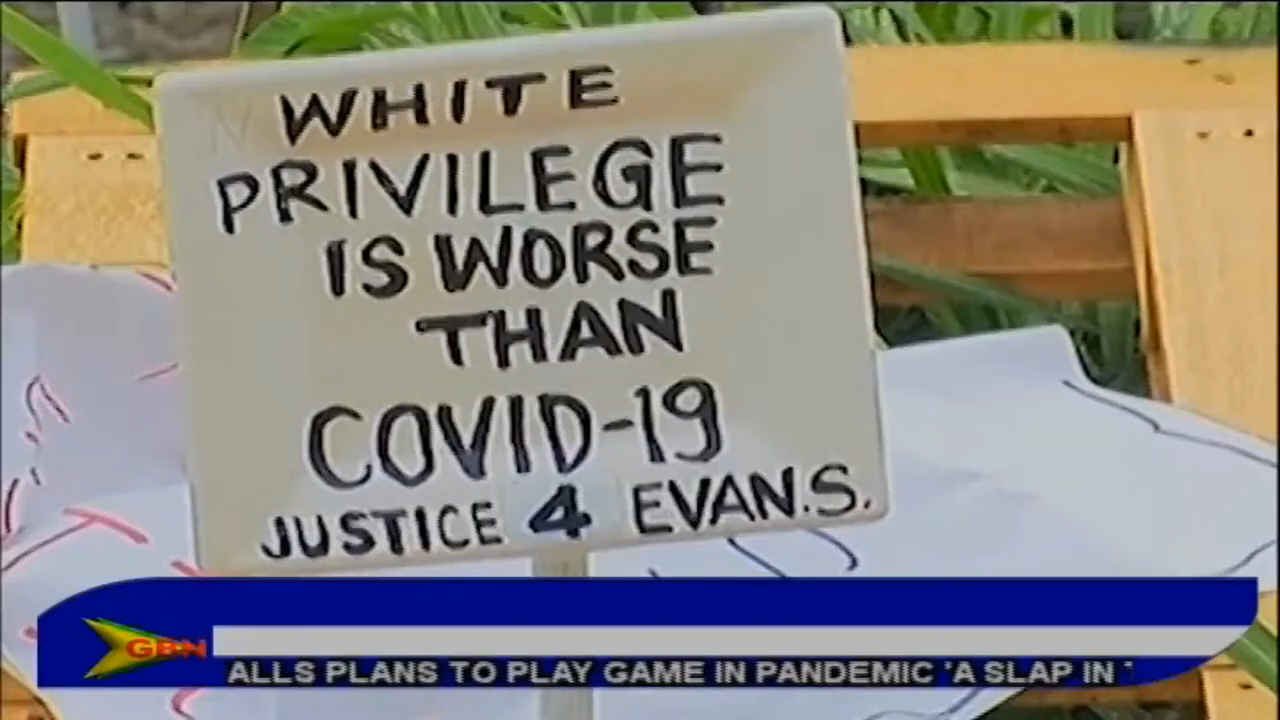 WHITE
PRIVILEGE
IS WORSE
THAN
COVID-19
JUSTICE 4 EVAN.S.
GBN
ALLS PLANS TO PLAY GAME IN PANDEMIC 'A SLAP IN